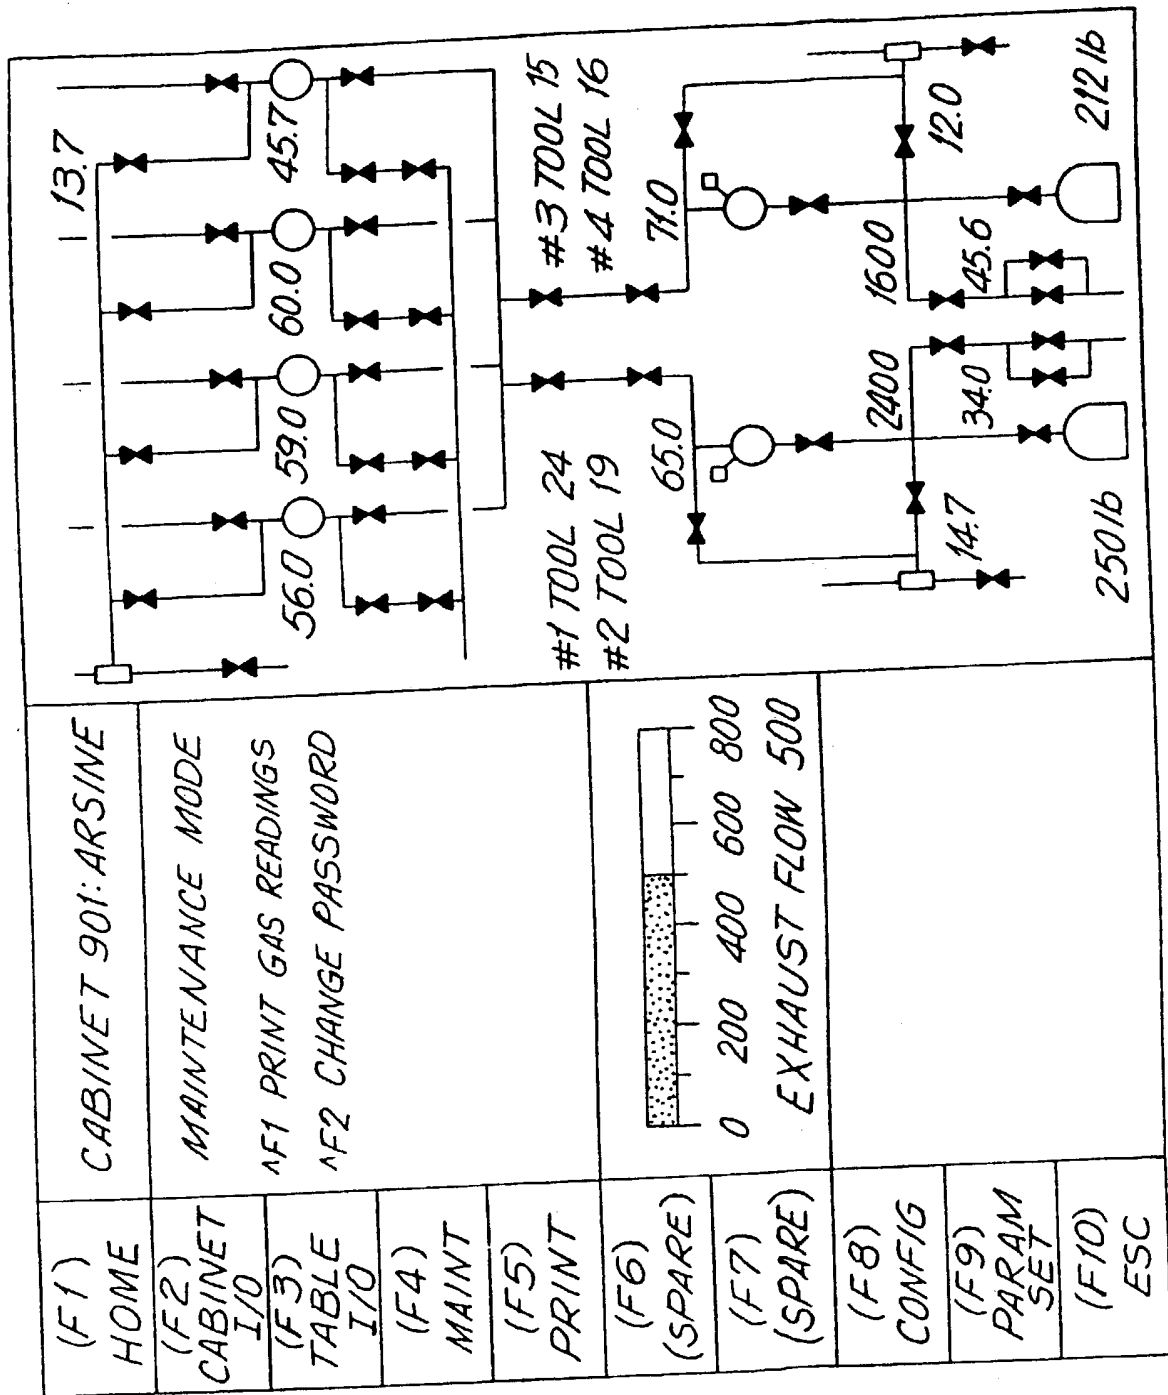 (F1)
HOME
(F2)
CABINET
I/O
(F3)
TABLE
I/O
(F4)
MAINT
(F5)
PRINT
(F6)
(SPARE)
(F7)
(SPARE)
(F8)
CONFIG
(F9)
PARAM
SET
(F10)
ESC
CABINET 901: ARSINE
MAINTENANCE MODE
^F1 PRINT GAS READINGS
^F2 CHANGE PASSWORD
0 200 400 600 800
EXHAUST FLOW 500
13.7
56.0
59.0
60.0
45.7
#1 TOOL 24
#2 TOOL 19
#3 TOOL 15
#4 TOOL 16
65.0
71.0
2400
1600
14.7
34.0
45.6
12.0
250 lb
212 lb